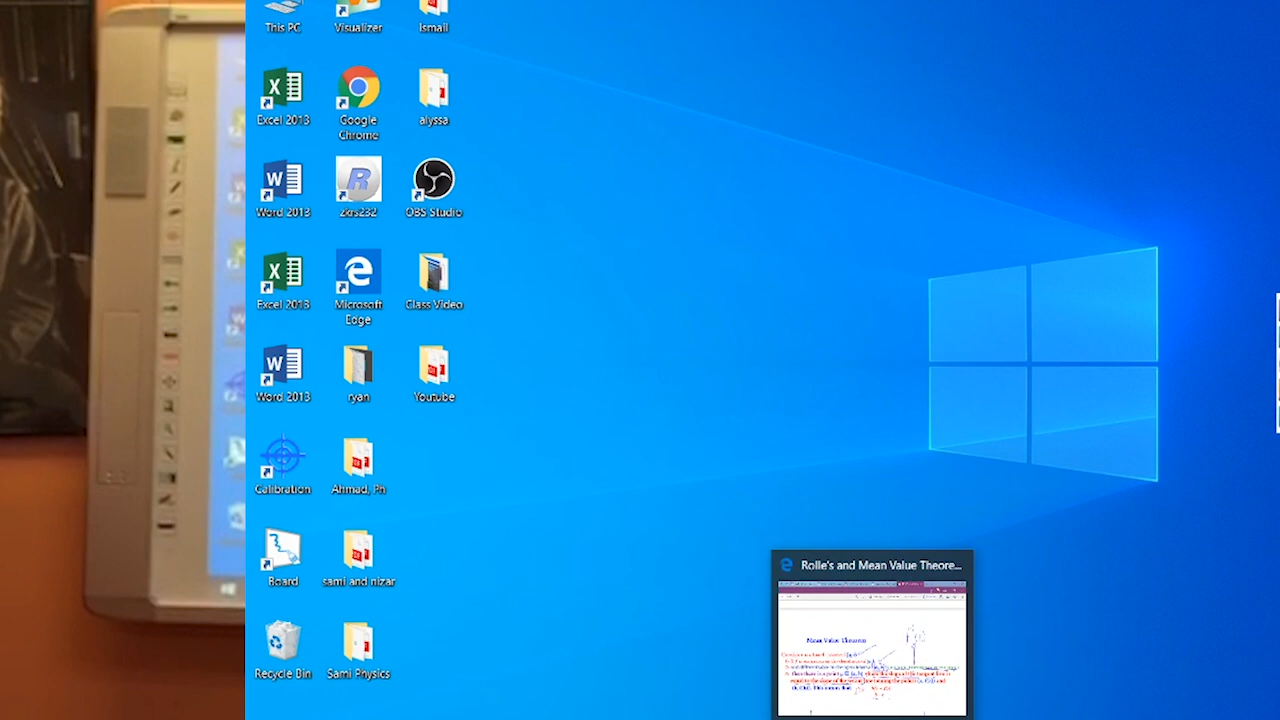 This PC
Visualizer
Ismail
Excel 2013
Google
Chrome
alyssa
Word 2013
zkrs232
OBS Studio
Excel 2013
Microsoft
Edge
Class Video
Word 2013
ryan
Youtube
Calibration
Ahmad, Ph
Board
sami and nizar
Recycle Bin
Sami Physics
Rolle's and Mean Value Theore...
Mean Value Theorem